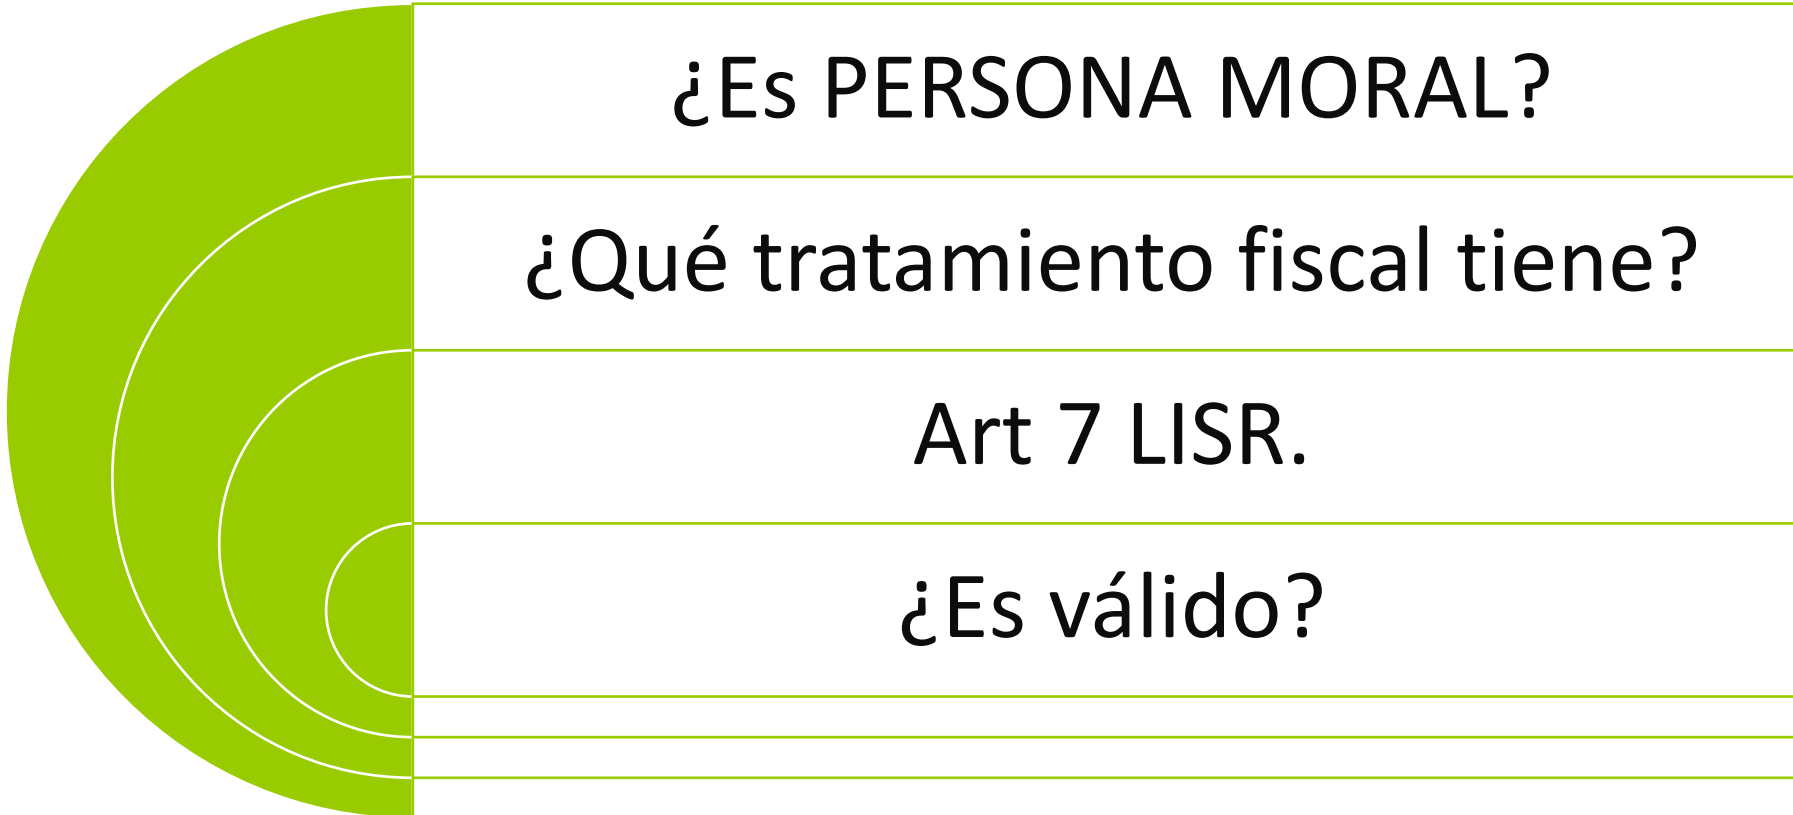 ¿Es PERSONA MORAL?
¿Qué tratamiento fiscal tiene?
Art 7 LISR.
¿Es válido?